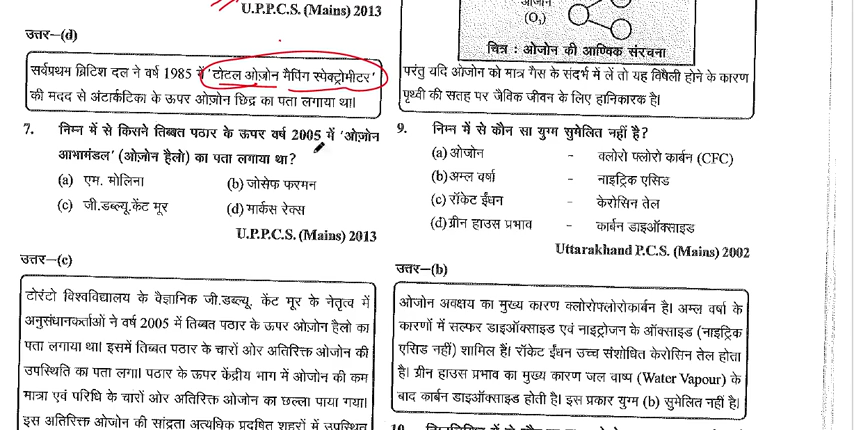 U.P.P.C.S. (Mains) 2013
उत्तर–(d)
सर्वप्रथम ब्रिटिश दल ने वर्ष 1985 में 'टोटल ओज़ोन मैपिंग स्पेक्ट्रोमीटर'
की मदद से अंटार्कटिका के ऊपर ओज़ोन छिद्र का पता लगाया था।
7. निम्न में से किसने तिब्बत पठार के ऊपर वर्ष 2005 में 'ओज़ोन
आभामंडल' (ओज़ोन हैलो) का पता लगाया था?
(a) एम. मोलिना (b) जोसेफ फरमन
(c) जी.डब्ल्यू.केंट मूर (d) मार्कस रेक्स
U.P.P.C.S. (Mains) 2013
उत्तर–(c)
टोरंटो विश्वविद्यालय के वैज्ञानिक जी.डब्ल्यू. केंट मूर के नेतृत्व में
अनुसंधानकर्ताओं ने वर्ष 2005 में तिब्बत पठार के ऊपर ओज़ोन हैलो का
पता लगाया था। इसमें तिब्बत पठार के चारों ओर अतिरिक्त ओजोन की
उपस्थिति का पता लगा। पठार के ऊपर केंद्रीय भाग में ओजोन की कम
मात्रा एवं परिधि के चारों ओर अतिरिक्त ओजोन का छल्ला पाया गया।
इस अतिरिक्त ओजोन की सांद्रता अत्यधिक प्रदूषित शहरों में उपस्थित
ओजोन
(O₃)
चित्र : ओजोन की आण्विक संरचना
परंतु यदि ओजोन को मात्र गैस के संदर्भ में लें तो यह विषैली होने के कारण
पृथ्वी की सतह पर जैविक जीवन के लिए हानिकारक है।
9. निम्न में से कौन सा युग्म सुमेलित नहीं है?
(a) ओजोन – क्लोरो फ्लोरो कार्बन (CFC)
(b) अम्ल वर्षा – नाइट्रिक एसिड
(c) रॉकेट ईंधन – केरोसिन तेल
(d) ग्रीन हाउस प्रभाव – कार्बन डाइऑक्साइड
Uttarakhand P.C.S. (Mains) 2002
उत्तर–(b)
ओजोन अवक्षय का मुख्य कारण क्लोरोफ्लोरोकार्बन है। अम्ल वर्षा के
कारणों में सल्फर डाइऑक्साइड एवं नाइट्रोजन के ऑक्साइड (नाइट्रिक
एसिड नहीं) शामिल हैं। रॉकेट ईंधन उच्च संशोधित केरोसिन तेल होता
है। ग्रीन हाउस प्रभाव का मुख्य कारण जल वाष्प (Water Vapour) के
बाद कार्बन डाइऑक्साइड होती है। इस प्रकार युग्म (b) सुमेलित नहीं है।